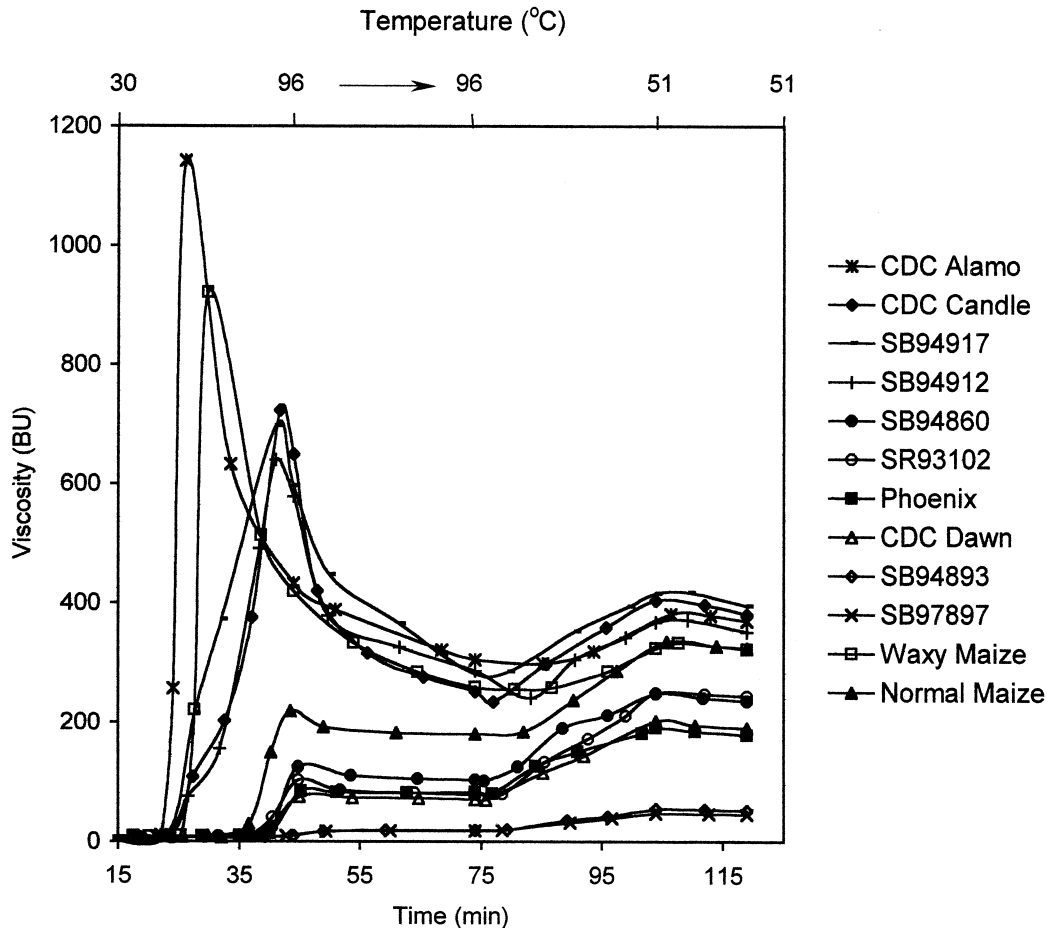 Temperature (°C)
30 96 96 51 51
1200
1000
800
600
400
200
0
Viscosity (BU)
15 35 55 75 95 115
Time (min)
CDC Alamo
CDC Candle
SB94917
SB94912
SB94860
SR93102
Phoenix
CDC Dawn
SB94893
SB97897
Waxy Maize
Normal Maize